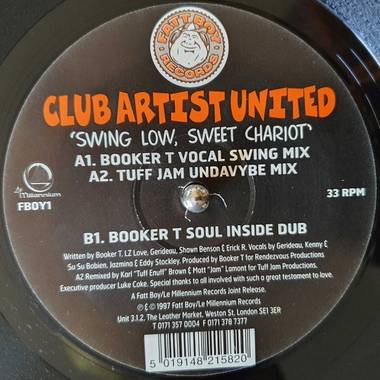 FATT BOY
RECORDS
CLUB ARTIST UNITED
'SWING LOW, SWEET CHARIOT'
A1. BOOKER T VOCAL SWING MIX
A2. TUFF JAM UNDAVYBE MIX
Le Millennium
FBOY1
33 RPM
B1. BOOKER T SOUL INSIDE DUB
Written by Booker T, LZ Love, Gerideau, Shawn Benson & Erick R. Vocals by Gerideau, Kenny &
Su Su Bobien, Jazmina & Eddy Stockley. Produced by Booker T for Rendezvous Productions.
A2 Remixed by Karl "Tuff Enuff" Brown & Matt "Jam" Lamont for Tuff Jam Productions.
Executive producer Luke Coke. Special thanks to all involved with such a great testament to love.
A Fatt Boy/Le Millennium Records Joint Release.
℗ & © 1997 Fatt Boy/Le Millennium Records
Unit 3.1.2, The Leather Market, Weston St. London SE1 3ER
T 0171 357 0004 F 0171 378 7377
5 019148 215820